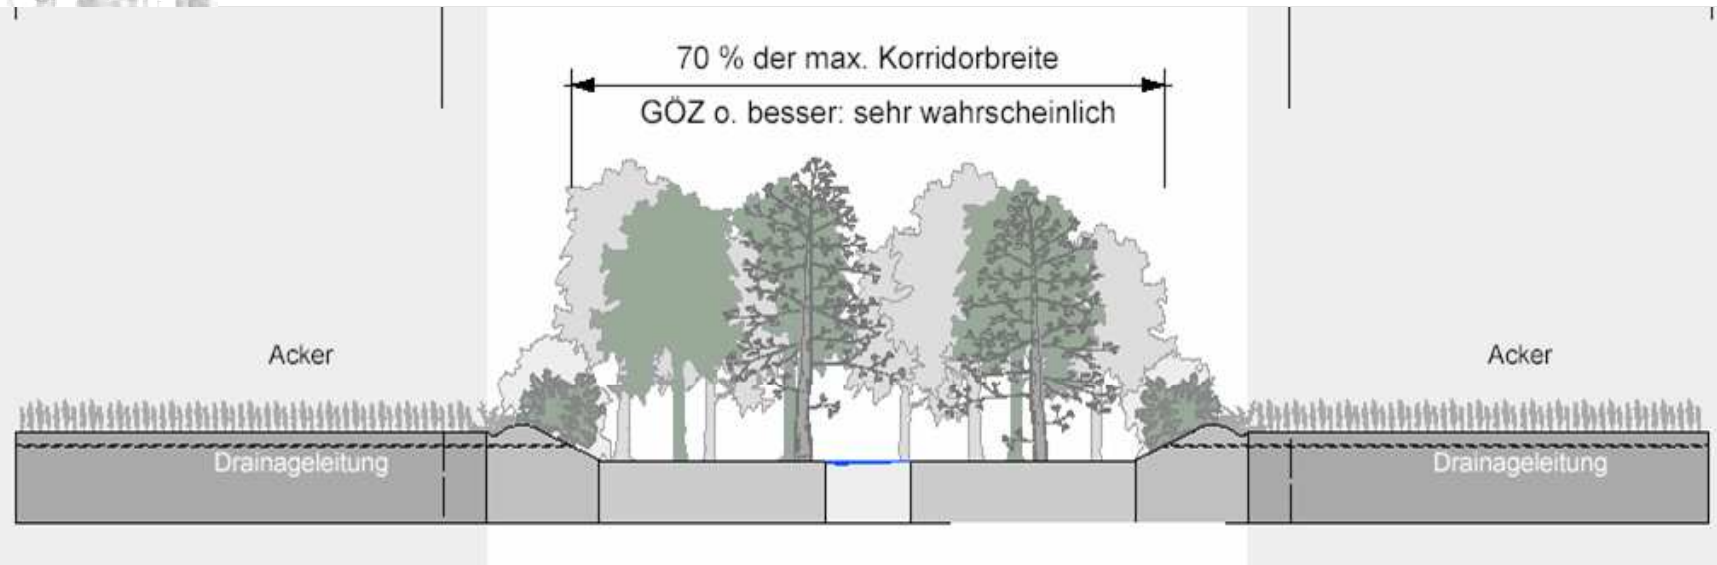 70 % der max. Korridorbreite
GÖZ o. besser: sehr wahrscheinlich
Acker
Acker
Drainageleitung
Drainageleitung